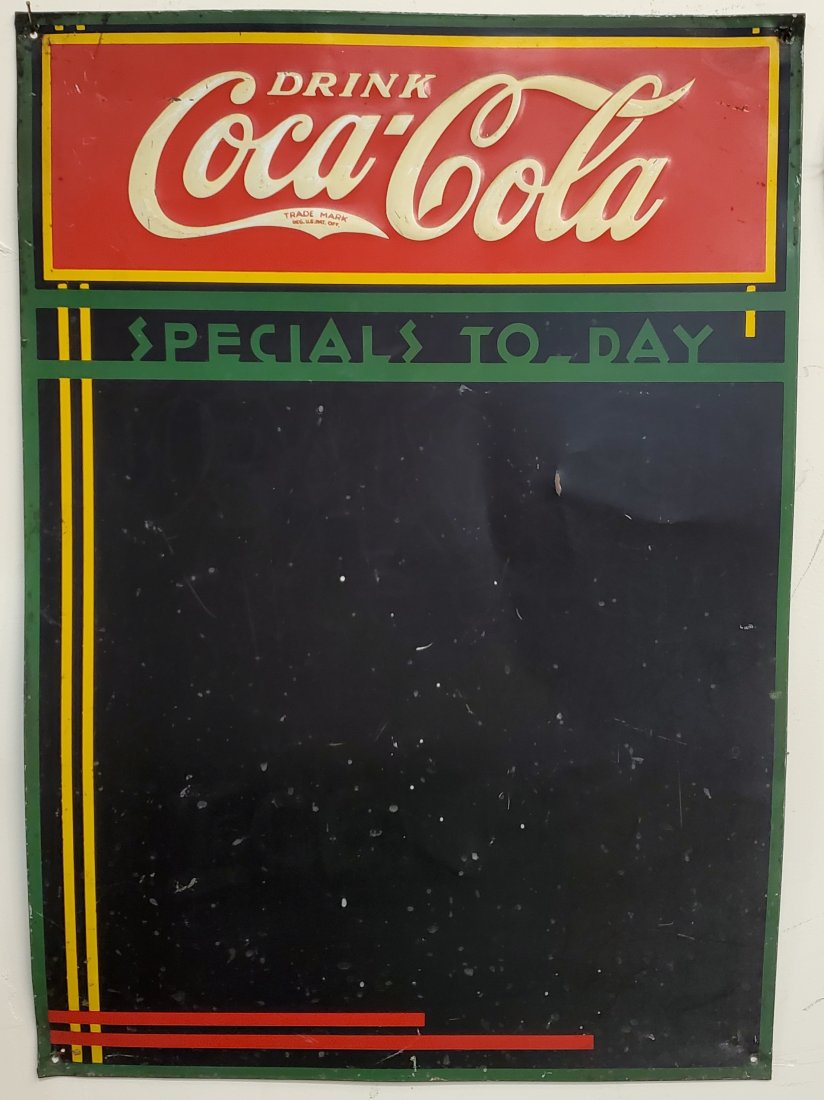 DRINK
Coca-Cola
TRADE MARK
REG. U.S. PAT. OFF.
SPECIALS TO-DAY